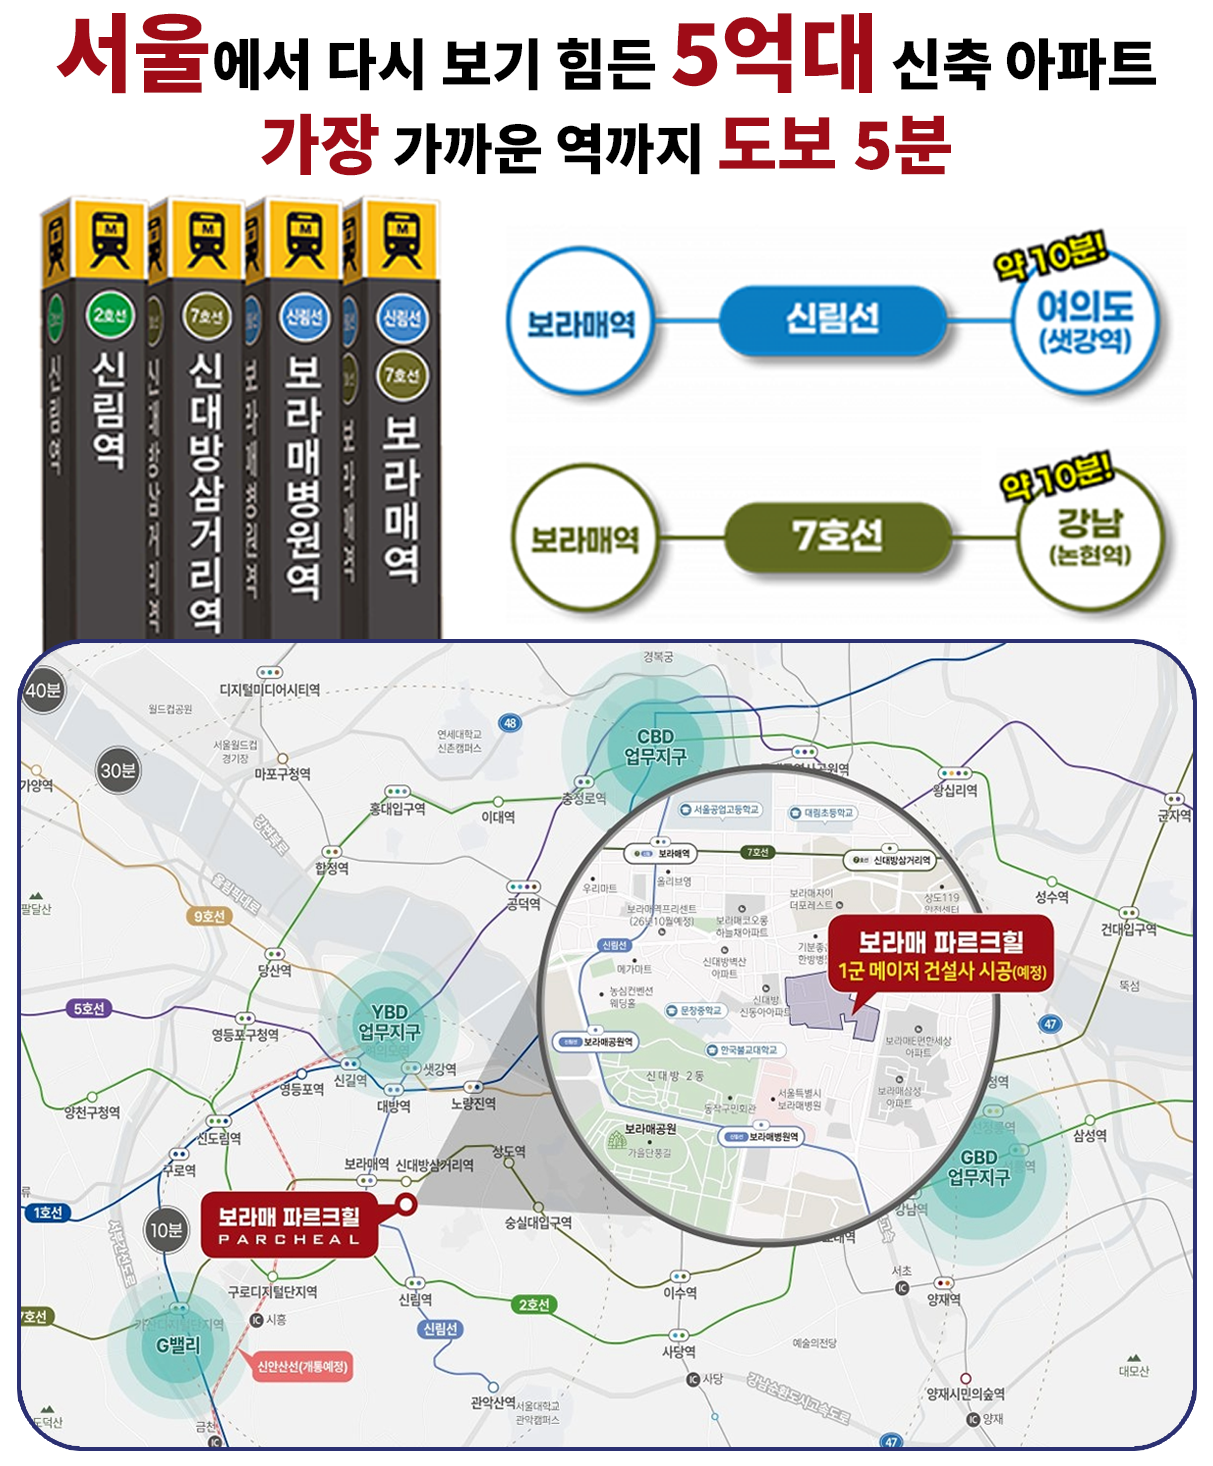 서울에서 다시 보기 힘든 5억대 신축 아파트
가장 가까운 역까지 도보 5분
2호선
신림역
7호선
신대방삼거리역
신림선
보라매병원역
신림선
7호선
보라매역
보라매역
신림선
약 10분!
여의도
(샛강역)
보라매역
7호선
약 10분!
강남
(논현역)
40분
디지털미디어시티역
월드컵공원
서울월드컵
경기장
마포구청역
30분
가양역
48
연세대학교
신촌캠퍼스
경복궁
CBD
업무지구
충정로역
홍대입구역
이대역
왕십리역
군자역
강변북로
합정역
올림픽대로
9호선
팔달산
공덕역
당산역
성수역
건대입구역
뚝섬
47
5호선
영등포구청역
YBD
업무지구
샛강역
신길역
영등포역
대방역
노량진역
양천구청역
신도림역
구로역
1호선
10분
보라매역
신대방삼거리역
상도역
숭실대입구역
보라매 파르크힐
PARCHEAL
서울공업고등학교
대림초등학교
보라매역
7호선
신대방삼거리역
우리마트
올리브영
보라매자이
더포레스트
상도119
안전센터
보라매역프리센트
(26년10월예정)
보라매코오롱
하늘채아파트
신림선
메가마트
신대방벽산
아파트
보라매 파르크힐
1군 메이저 건설사 시공(예정)
농심컨벤션
웨딩홀
문창중학교
신대방
신동아아파트
신림선
보라매공원역
한국불교대학교
보라매E편한세상
아파트
신대방 2동
동작구민회관
서울특별시
보라매병원
보라매삼성
아파트
보라매공원
가을단풍길
신림선
보라매병원역
GBD
업무지구
삼성역
강남역
구로디지털단지역
신림역
2호선
이수역
서초
IC
양재역
7호선
가산디지털단지역
G밸리
IC 시흥
신안산선(개통예정)
신림선
사당역
예술의전당
IC 사당
강남순환도시고속도로
양재시민의숲역
대모산
관악산역
서울대학교
관악캠퍼스
IC 양재
도덕산
금천
IC
47